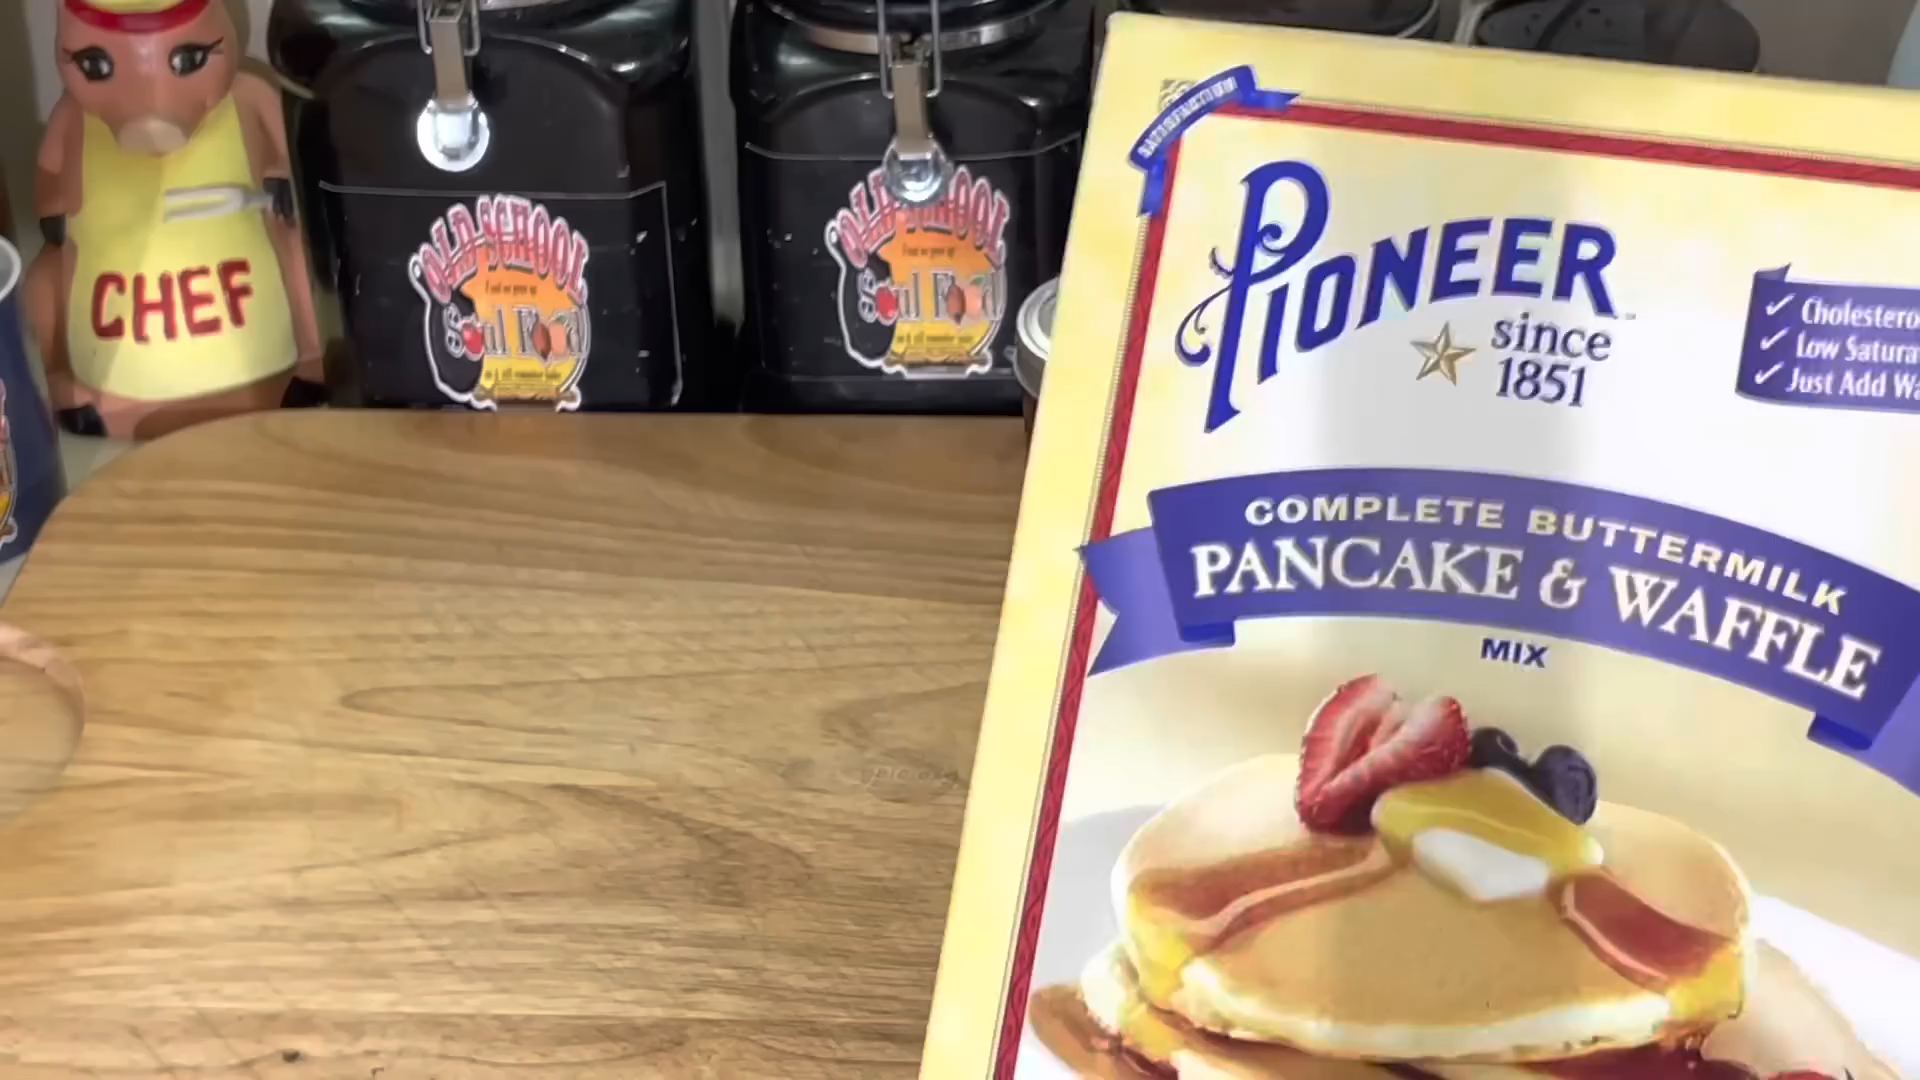 CHEF
OLD SCHOOL
Soul Food
OLD SCHOOL
Soul Food
PIONEER
since
1851
Cholestero
Low Satura
Just Add Wa
COMPLETE BUTTERMILK
PANCAKE & WAFFLE
MIX